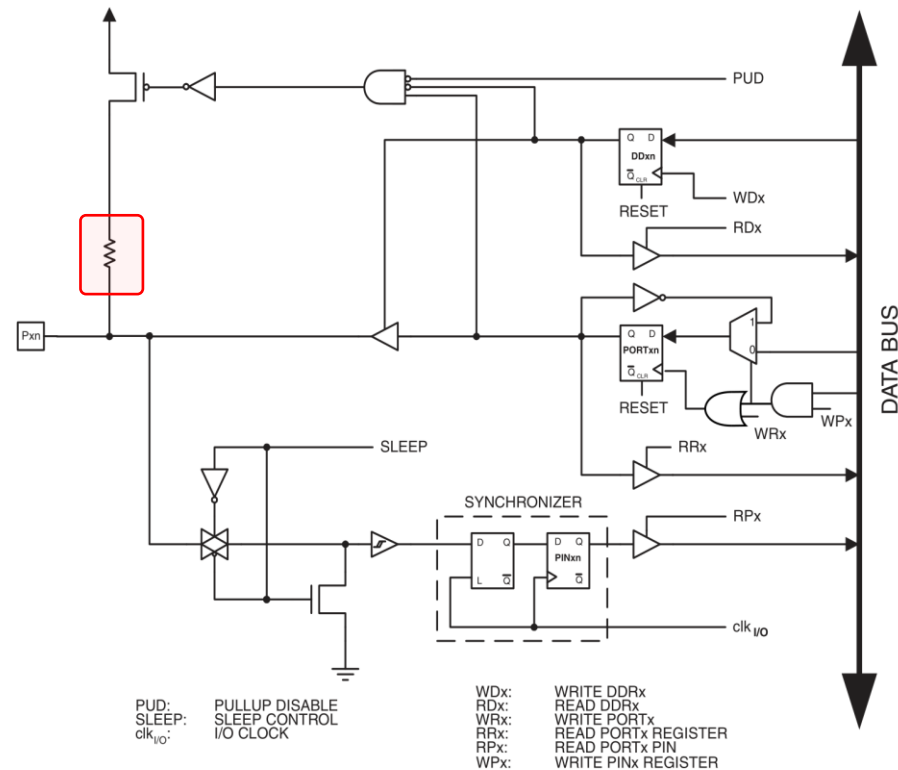 PUD
Q D
DDxn
Q CLR
WDx
RESET
RDx
Pxn
1
Q D
PORTxn
0
Q CLR
RESET
WRx
WPx
DATA BUS
SLEEP
RRx
SYNCHRONIZER
RPx
D Q
D Q
PINxn
L Q
Q
clk I/O
PUD: PULLUP DISABLE
SLEEP: SLEEP CONTROL
clkI/O: I/O CLOCK
WDx: WRITE DDRx
RDx: READ DDRx
WRx: WRITE PORTx
RRx: READ PORTx REGISTER
RPx: READ PORTx PIN
WPx: WRITE PINx REGISTER